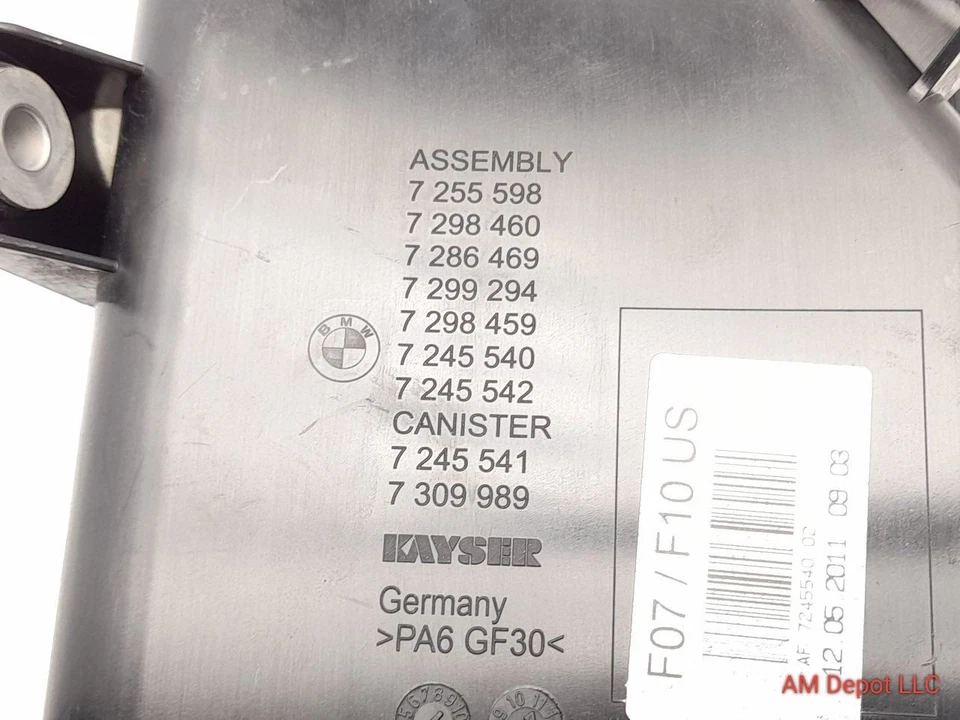 ASSEMBLY
7 255 598
7 298 460
7 286 469
7 299 294
7 298 459
7 245 540
7 245 542
BMW
CANISTER
7 245 541
7 309 989
KAYSER
Germany
>PA6 GF30<
F07 / F10 US
AF 7245540 02
12.05 2011 09 03
AM Depot LLC